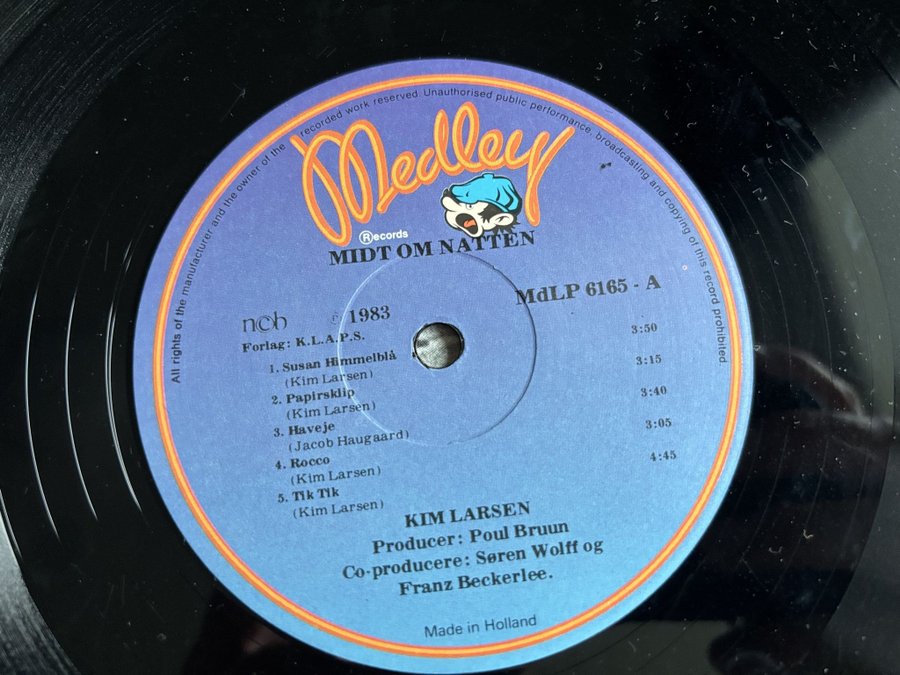 All rights of the manufacturer and the owner of the recorded work reserved. Unauthorised public performance, broadcasting and copying of this record prohibited.
Medley
Ⓡecords
MIDT OM NATTEN
MdLP 6165 - A
ncb ℗ 1983
Forlag: K.L.A.P.S.
1. Susan Himmelblå 3:50
(Kim Larsen)
2. Papirsklip 3:15
(Kim Larsen)
3. Haveje 3:40
(Jacob Haugaard)
4. Rocco 3:05
(Kim Larsen)
5. Tik Tik 4:45
(Kim Larsen)
KIM LARSEN
Producer: Poul Bruun
Co-producere: Søren Wolff og
Franz Beckerlee.
Made in Holland